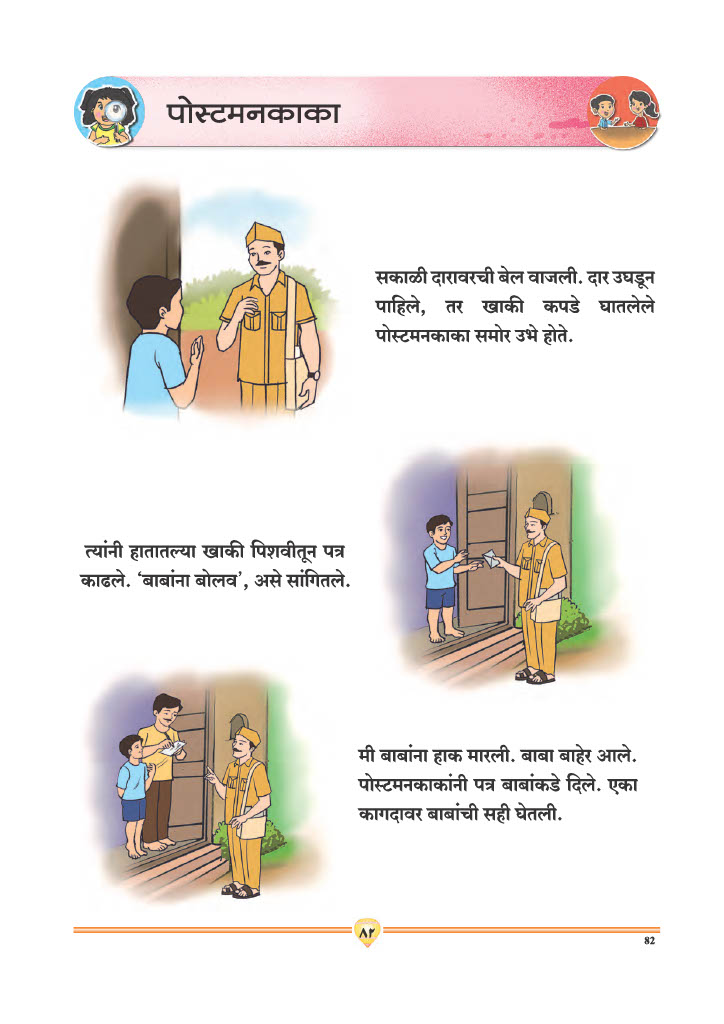 पोस्टमनकाका
सकाळी दारावरची बेल वाजली. दार उघडून
पाहिले, तर खाकी कपडे घातलेले
पोस्टमनकाका समोर उभे होते.
त्यांनी हातातल्या खाकी पिशवीतून पत्र
काढले. ‘बाबांना बोलव’, असे सांगितले.
मी बाबांना हाक मारली. बाबा बाहेर आले.
पोस्टमनकाकांनी पत्र बाबांकडे दिले. एका
कागदावर बाबांची सही घेतली.
८२
82